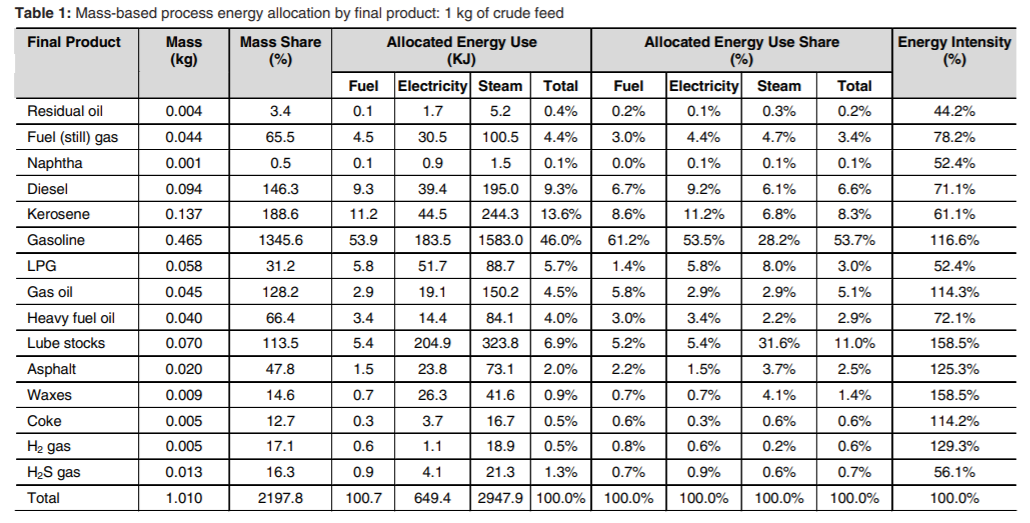 Table 1: Mass-based process energy allocation by final product: 1 kg of crude feed
Final Product Mass (kg) Mass Share (%) Allocated Energy Use (KJ) Allocated Energy Use Share (%) Energy Intensity (%)
Fuel Electricity Steam Total Fuel Electricity Steam Total
Residual oil 0.004 3.4 0.1 1.7 5.2 0.4% 0.2% 0.1% 0.3% 0.2% 44.2%
Fuel (still) gas 0.044 65.5 4.5 30.5 100.5 4.4% 3.0% 4.4% 4.7% 3.4% 78.2%
Naphtha 0.001 0.5 0.1 0.9 1.5 0.1% 0.0% 0.1% 0.1% 0.1% 52.4%
Diesel 0.094 146.3 9.3 39.4 195.0 9.3% 6.7% 9.2% 6.1% 6.6% 71.1%
Kerosene 0.137 188.6 11.2 44.5 244.3 13.6% 8.6% 11.2% 6.8% 8.3% 61.1%
Gasoline 0.465 1345.6 53.9 183.5 1583.0 46.0% 61.2% 53.5% 28.2% 53.7% 116.6%
LPG 0.058 31.2 5.8 51.7 88.7 5.7% 1.4% 5.8% 8.0% 3.0% 52.4%
Gas oil 0.045 128.2 2.9 19.1 150.2 4.5% 5.8% 2.9% 2.9% 5.1% 114.3%
Heavy fuel oil 0.040 66.4 3.4 14.4 84.1 4.0% 3.0% 3.4% 2.2% 2.9% 72.1%
Lube stocks 0.070 113.5 5.4 204.9 323.8 6.9% 5.2% 5.4% 31.6% 11.0% 158.5%
Asphalt 0.020 47.8 1.5 23.8 73.1 2.0% 2.2% 1.5% 3.7% 2.5% 125.3%
Waxes 0.009 14.6 0.7 26.3 41.6 0.9% 0.7% 0.7% 4.1% 1.4% 158.5%
Coke 0.005 12.7 0.3 3.7 16.7 0.5% 0.6% 0.3% 0.6% 0.6% 114.2%
H₂ gas 0.005 17.1 0.6 1.1 18.9 0.5% 0.8% 0.6% 0.2% 0.6% 129.3%
H₂S gas 0.013 16.3 0.9 4.1 21.3 1.3% 0.7% 0.9% 0.6% 0.7% 56.1%
Total 1.010 2197.8 100.7 649.4 2947.9 100.0% 100.0% 100.0% 100.0% 100.0% 100.0%